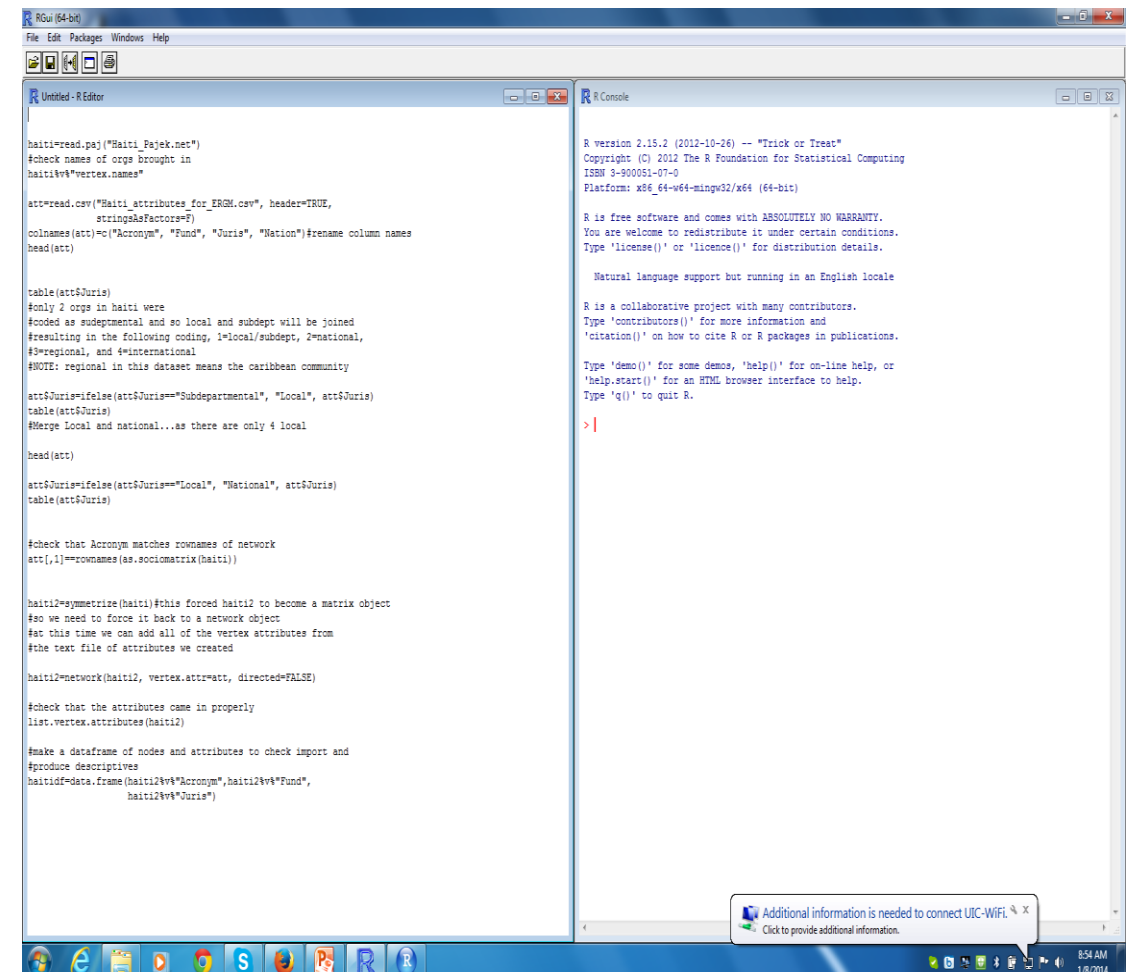 RGui (64-bit)
File Edit Packages Windows Help
Untitled - R Editor
haiti=read.paj("Haiti_Pajek.net")
#check names of orgs brought in
haiti%v%"vertex.names"
att=read.csv("Haiti_attributes_for_ERGM.csv", header=TRUE,
stringsAsFactors=F)
colnames(att)=c("Acronym", "Fund", "Juris", "Nation")#rename column names
head(att)
table(att$Juris)
#only 2 orgs in haiti were
#coded as sudeptmental and so local and subdept will be joined
#resulting in the following coding, 1=local/subdept, 2=national,
#3=regional, and 4=international
#NOTE: regional in this dataset means the caribbean community
att$Juris=ifelse(att$Juris=="Subdepartmental", "Local", att$Juris)
table(att$Juris)
#Merge Local and national...as there are only 4 local
head(att)
att$Juris=ifelse(att$Juris=="Local", "National", att$Juris)
table(att$Juris)
#check that Acronym matches rownames of network
att[,1]==rownames(as.sociomatrix(haiti))
haiti2=symmetrize(haiti)#this forced haiti2 to become a matrix object
#so we need to force it back to a network object
#at this time we can add all of the vertex attributes from
#the text file of attributes we created
haiti2=network(haiti2, vertex.attr=att, directed=FALSE)
#check that the attributes came in properly
list.vertex.attributes(haiti2)
#make a dataframe of nodes and attributes to check import and
#produce descriptives
haitidf=data.frame(haiti2%v%"Acronym",haiti2%v%"Fund",
haiti2%v%"Juris")
R Console
R version 2.15.2 (2012-10-26) -- "Trick or Treat"
Copyright (C) 2012 The R Foundation for Statistical Computing
ISBN 3-900051-07-0
Platform: x86_64-w64-mingw32/x64 (64-bit)
R is free software and comes with ABSOLUTELY NO WARRANTY.
You are welcome to redistribute it under certain conditions.
Type 'license()' or 'licence()' for distribution details.
Natural language support but running in an English locale
R is a collaborative project with many contributors.
Type 'contributors()' for more information and
'citation()' on how to cite R or R packages in publications.
Type 'demo()' for some demos, 'help()' for on-line help, or
'help.start()' for an HTML browser interface to help.
Type 'q()' to quit R.
>
Additional information is needed to connect UIC-WiFi.
Click to provide additional information.
8:54 AM
1/8/2014